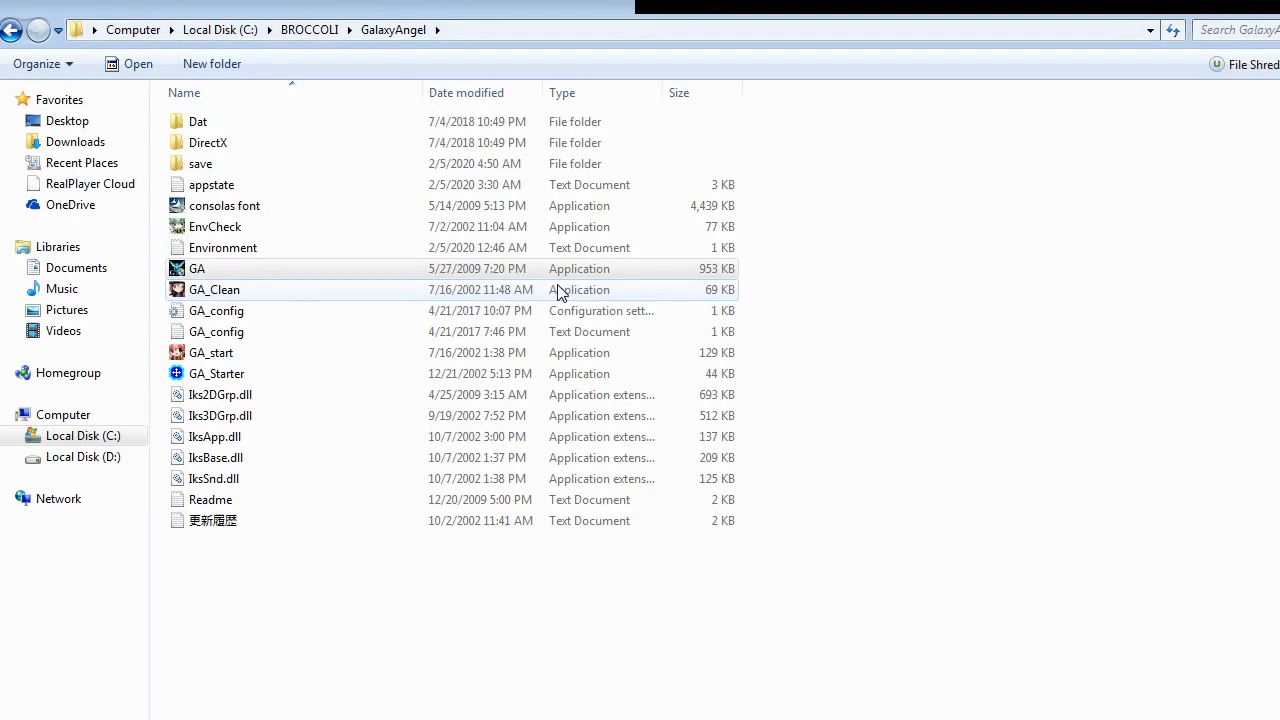 Computer Local Disk (C:) BROCCOLI GalaxyAngel Search GalaxyA
Organize Open New folder File Shred
Name Date modified Type Size
Favorites
Desktop
Downloads
Recent Places
RealPlayer Cloud
OneDrive
Libraries
Documents
Music
Pictures
Videos
Homegroup
Computer
Local Disk (C:)
Local Disk (D:)
Network
Dat 7/4/2018 10:49 PM File folder
DirectX 7/4/2018 10:49 PM File folder
save 2/5/2020 4:50 AM File folder
appstate 2/5/2020 3:30 AM Text Document 3 KB
consolas font 5/14/2009 5:13 PM Application 4,439 KB
EnvCheck 7/2/2002 11:04 AM Application 77 KB
Environment 2/5/2020 12:46 AM Text Document 1 KB
GA 5/27/2009 7:20 PM Application 953 KB
GA_Clean 7/16/2002 11:48 AM Application 69 KB
GA_config 4/21/2017 10:07 PM Configuration sett... 1 KB
GA_config 4/21/2017 7:46 PM Text Document 1 KB
GA_start 7/16/2002 1:38 PM Application 129 KB
GA_Starter 12/21/2002 5:13 PM Application 44 KB
Iks2DGrp.dll 4/25/2009 3:15 AM Application extens... 693 KB
Iks3DGrp.dll 9/19/2002 7:52 PM Application extens... 512 KB
IksApp.dll 10/7/2002 3:00 PM Application extens... 137 KB
IksBase.dll 10/7/2002 1:37 PM Application extens... 209 KB
IksSnd.dll 10/7/2002 1:38 PM Application extens... 125 KB
Readme 12/20/2009 5:00 PM Text Document 2 KB
更新履歴 10/2/2002 11:41 AM Text Document 2 KB